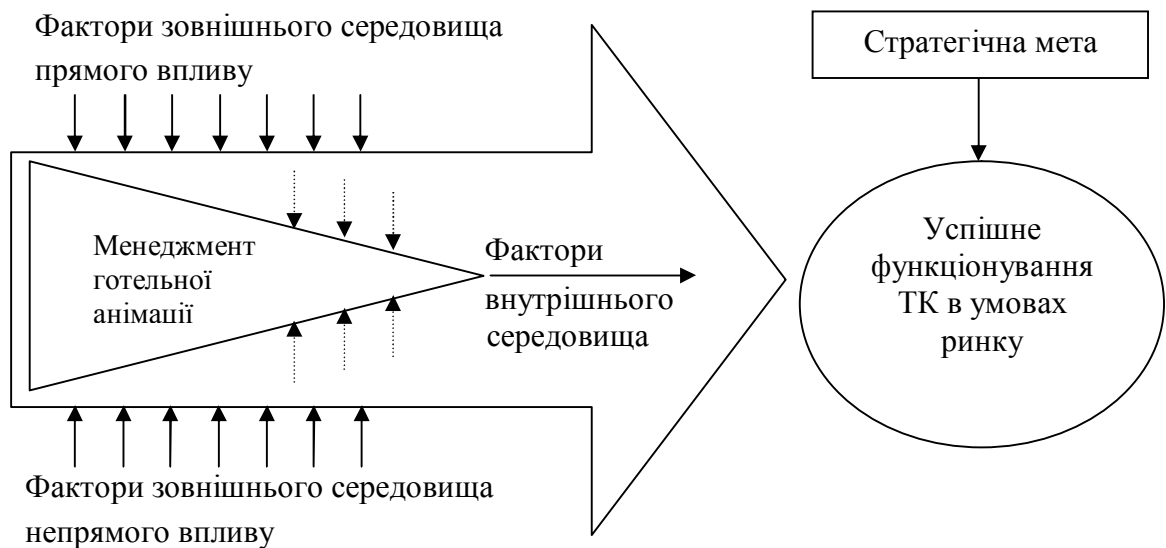 Фактори зовнішнього середовища
прямого впливу
Стратегічна мета
Менеджмент
готельної
анімації
Фактори
внутрішнього
середовища
Успішне
функціонування
ТК в умовах
ринку
Фактори зовнішнього середовища
непрямого впливу